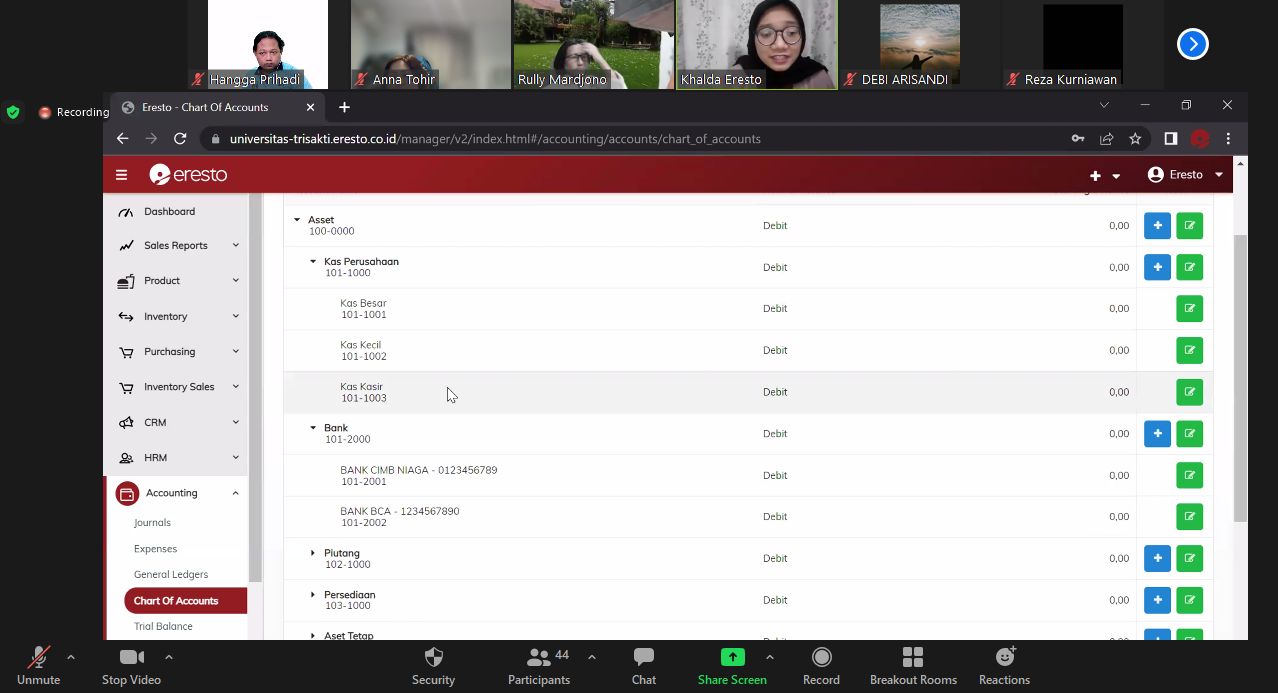 Hangga Prihadi
Anna Tohir
Rully Mardjono
Khalda Eresto
DEBI ARISANDI
Reza Kurniawan
Recording
Eresto - Chart Of Accounts
universitas-trisakti.eresto.co.id/manager/v2/index.html#/accounting/accounts/chart_of_accounts
eresto
Eresto
Dashboard
Sales Reports
Product
Inventory
Purchasing
Inventory Sales
CRM
HRM
Accounting
Journals
Expenses
General Ledgers
Chart Of Accounts
Trial Balance
Asset Debit 0,00
100-0000
Kas Perusahaan Debit 0,00
101-1000
Kas Besar Debit 0,00
101-1001
Kas Kecil Debit 0,00
101-1002
Kas Kasir Debit 0,00
101-1003
Bank Debit 0,00
101-2000
BANK CIMB NIAGA - 0123456789 Debit 0,00
101-2001
BANK BCA - 1234567890 Debit 0,00
101-2002
Piutang Debit 0,00
102-1000
Persediaan Debit 0,00
103-1000
Aset Tetap
Unmute
Stop Video
Security
44
Participants
Chat
Share Screen
Record
Breakout Rooms
Reactions